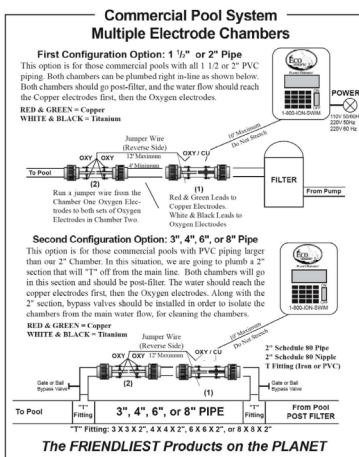 Commercial Pool System
Multiple Electrode Chambers
First Configuration Option: 1 1/2" or 2" Pipe
This option is for those commercial pools with all 1 1/2 or 2" PVC
piping. Both chambers can be plumbed right in-line as shown below.
Both chambers should go post-filter, and the water flow should reach
the Copper electrodes first, then the Oxygen electrodes.
RED & GREEN = Copper
WHITE & BLACK = Titanium
Eco
1-800-ION-SWIM
POWER
110V 50/60Hz
220V 50Hz
220V 60 Hz
Jumper Wire
(Reverse Side)
12' Maximum
4" Minimum
OXY
OXY
OXY / CU
10' Maximum
Do Not Stretch
To Pool
(2)
(1)
FILTER
From Pump
Run a jumper wire from the
Chamber One Oxygen Elec-
trodes to both sets of Oxygen
Electrodes in Chamber Two.
Red & Green Leads to
Copper Electrodes.
White & Black Leads to
Oxygen Electrodes
Second Configuration Option: 3", 4", 6", or 8" Pipe
This option is for those commercial pools with PVC piping larger
than our 2" Chamber. In this situation, we are going to plumb a 2"
section that will "T" off from the main line. Both chambers will go
in this section and should be post-filter. The water should reach the
copper electrodes first, then the Oxygen electrodes. Along with the
2" section, bypass valves should be installed in order to isolate the
chambers from the main water flow, for cleaning the chambers.
RED & GREEN = Copper
WHITE & BLACK = Titanium
Eco
1-800-ION-SWIM
Jumper Wire
(Reverse Side)
12' Maximum
OXY
OXY
OXY / CU
10' Maximum
Do Not Stretch
2" Schedule 80 Pipe
2" Schedule 80 Nipple
T Fitting (Iron or PVC)
Gate or Ball
Bypass Valve
(2)
(1)
Gate or Ball
Bypass Valve
To Pool
"T"
Fitting
3", 4", 6", or 8" PIPE
"T"
Fitting
From Pool
POST FILTER
"T" Fitting: 3 X 3 X 2", 4 X 4 X 2", 6 X 6 X 2", or 8 X 8 X 2"
The FRIENDLIEST Products on the PLANET